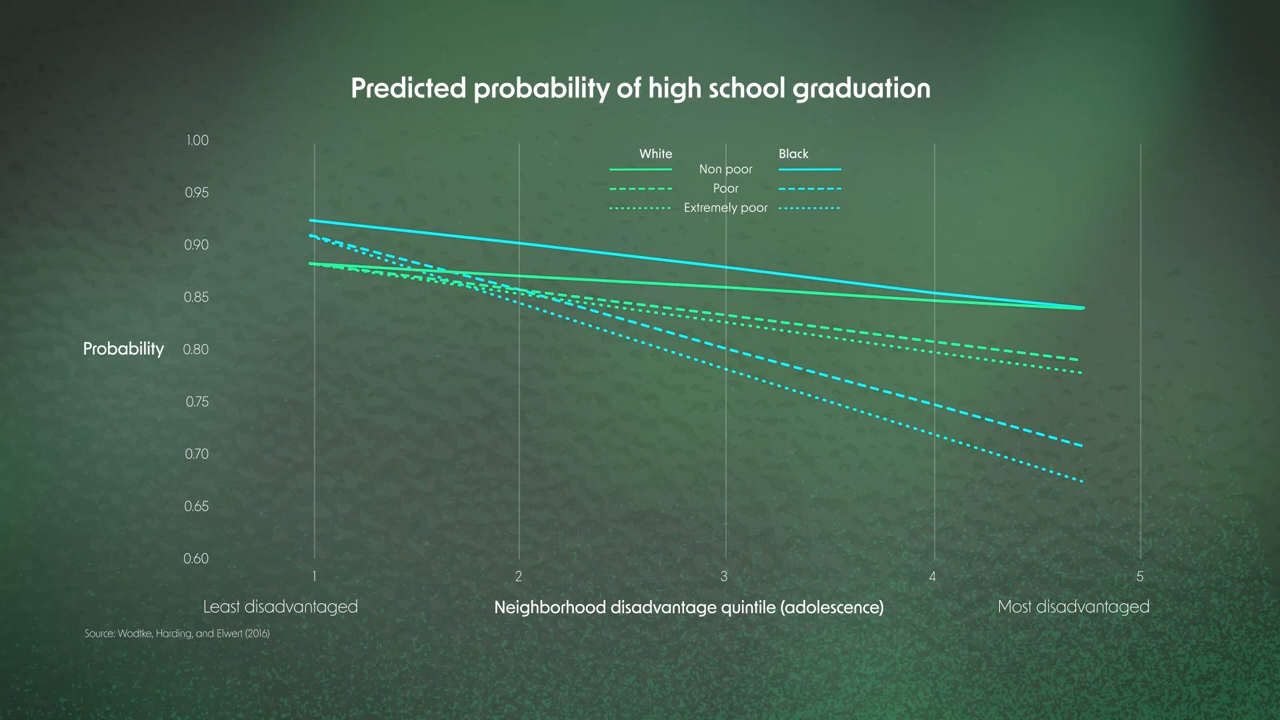 Predicted probability of high school graduation
White Black
Non poor
Poor
Extremely poor
1.00
0.95
0.90
0.85
Probability 0.80
0.75
0.70
0.65
0.60
1 2 3 4 5
Least disadvantaged Neighborhood disadvantage quintile (adolescence) Most disadvantaged
Source: Wodtke, Harding, and Elwert (2016)